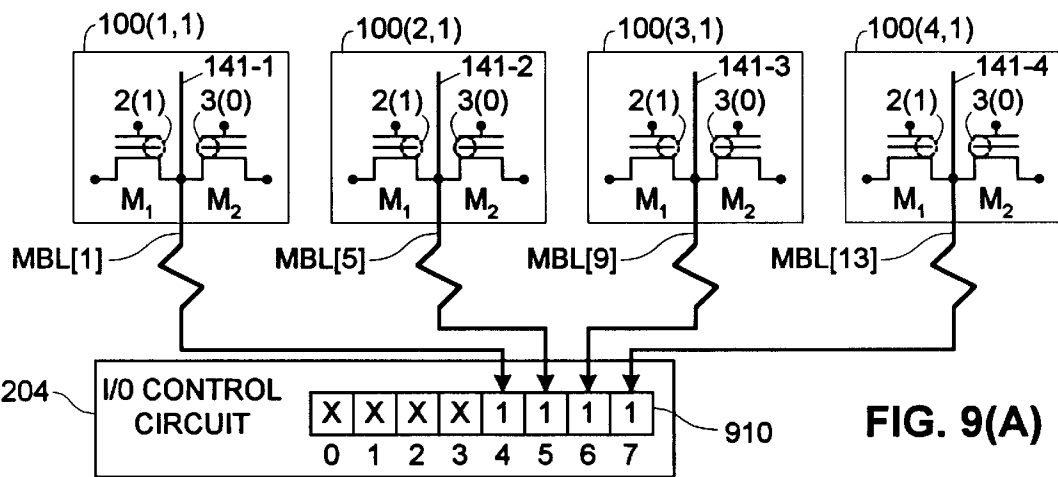 100(1,1) 100(2,1) 100(3,1) 100(4,1)
141-1 141-2 141-3 141-4
2(1) 3(0) 2(1) 3(0) 2(1) 3(0) 2(1) 3(0)
M1 M2 M1 M2 M1 M2 M1 M2
MBL[1] MBL[5] MBL[9] MBL[13]
204 I/0 CONTROL
CIRCUIT
X X X X 1 1 1 1
910
0 1 2 3 4 5 6 7
FIG. 9(A)